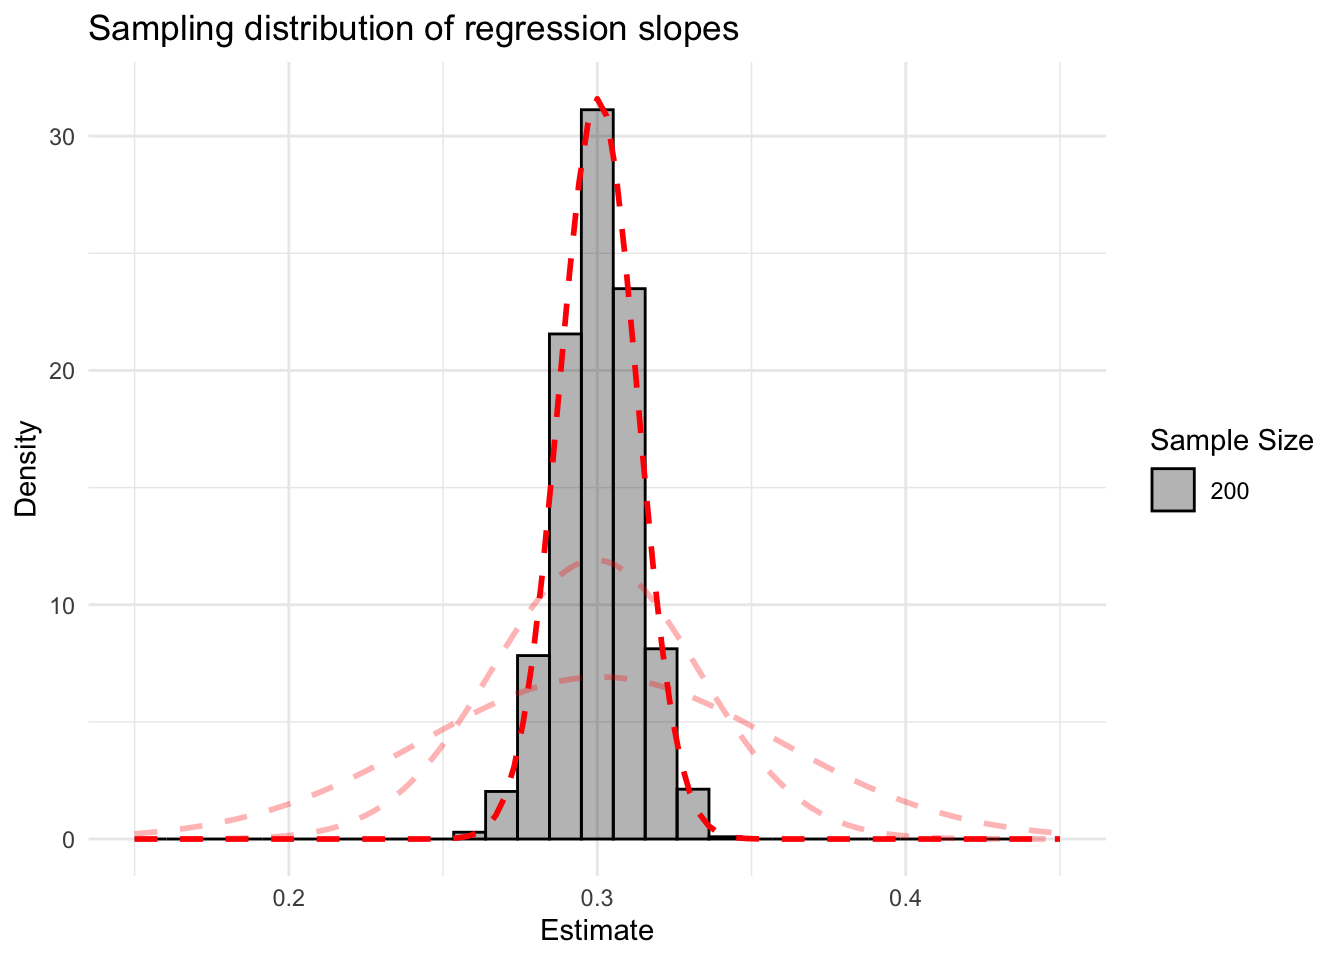 Sampling distribution of regression slopes
30
20
10
0
Density
0.2
0.3
0.4
Estimate
Sample Size
200